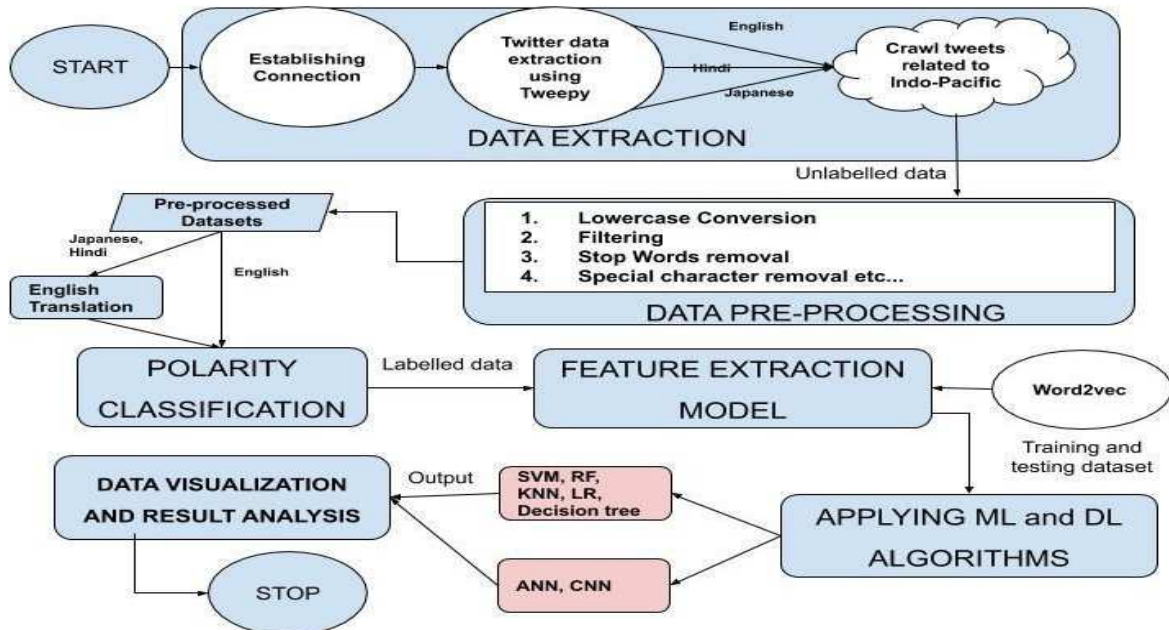 START
Establishing
Connection
Twitter data
extraction
using
Tweepy
English
Hindi
Japanese
Crawl tweets
related to
Indo-Pacific
DATA EXTRACTION
Unlabelled data
1. Lowercase Conversion
2. Filtering
3. Stop Words removal
4. Special character removal etc...
DATA PRE-PROCESSING
Pre-processed
Datasets
Japanese,
Hindi
English
English
Translation
POLARITY
CLASSIFICATION
Labelled data
FEATURE EXTRACTION
MODEL
Word2vec
Training and
testing dataset
APPLYING ML and DL
ALGORITHMS
SVM, RF,
KNN, LR,
Decision tree
ANN, CNN
Output
DATA VISUALIZATION
AND RESULT ANALYSIS
STOP